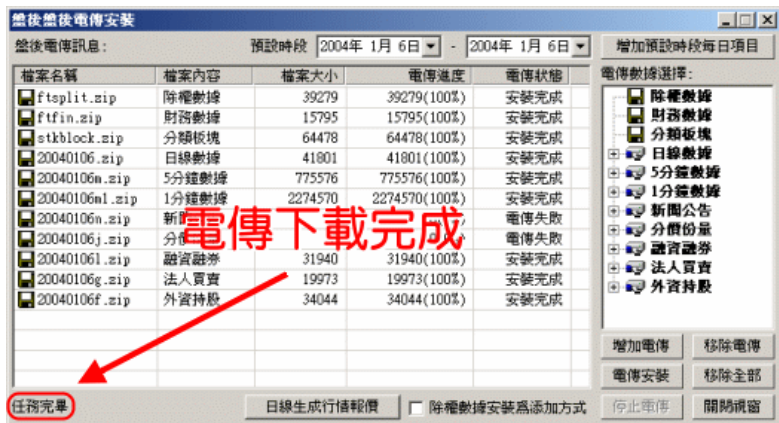 盤後盤後電傳安裝
盤後電傳訊息: 預設時段 2004年 1月 6日 - 2004年 1月 6日 增加預設時段每日項目
檔案名稱 檔案內容 檔案大小 電傳進度 電傳狀態 電傳數據選擇:
ftsplit.zip 除權數據 39279 39279(100%) 安裝完成
ftfin.zip 財務數據 15795 15795(100%) 安裝完成
stkblock.zip 分類板塊 64478 64478(100%) 安裝完成
20040106.zip 日線數據 41801 41801(100%) 安裝完成
20040106m.zip 5分鐘數據 775576 775576(100%) 安裝完成
20040106m1.zip 1分鐘數據 2274570 2274570(100%) 安裝完成
20040106n.zip 新聞 電傳失敗
20040106j.zip 分價 電傳失敗
20040106l.zip 融資融券 31940 31940(100%) 安裝完成
20040106g.zip 法人買賣 19973 19973(100%) 安裝完成
20040106f.zip 外資持股 34044 34044(100%) 安裝完成
電傳下載完成
除權數據
財務數據
分類板塊
日線數據
5分鐘數據
1分鐘數據
新聞公告
分價份量
融資融券
法人買賣
外資持股
增加電傳 移除電傳
電傳安裝 移除全部
任務完畢 日線生成行情報價 除權數據安裝爲添加方式 停止電傳 關閉視窗